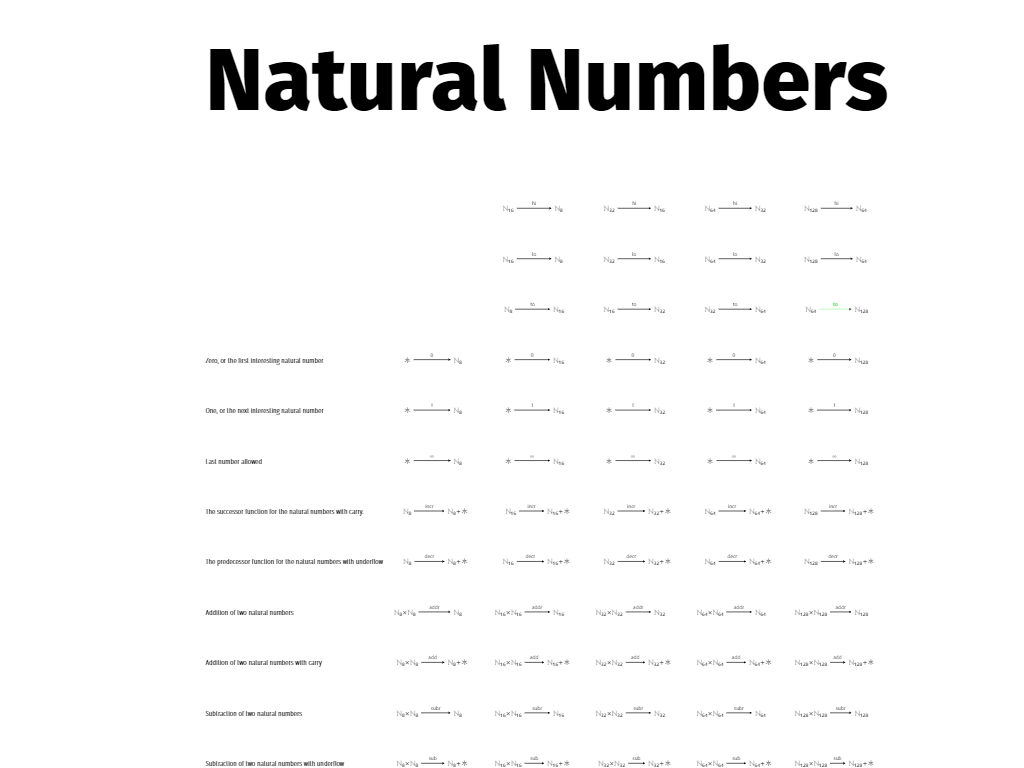 Natural Numbers
N₁₆ hi N₈ N₃₂ hi N₁₆ N₆₄ hi N₃₂ N₁₂₈ hi N₆₄
N₁₆ lo N₈ N₃₂ lo N₁₆ N₆₄ lo N₃₂ N₁₂₈ lo N₆₄
N₈ to N₁₆ N₁₆ to N₃₂ N₃₂ to N₆₄ N₆₄ to N₁₂₈
Zero, or the first interesting natural number * 0 N₈ * 0 N₁₆ * 0 N₃₂ * 0 N₆₄ * 0 N₁₂₈
One, or the next interesting natural number * 1 N₈ * 1 N₁₆ * 1 N₃₂ * 1 N₆₄ * 1 N₁₂₈
Last number allowed * ∞ N₈ * ∞ N₁₆ * ∞ N₃₂ * ∞ N₆₄ * ∞ N₁₂₈
The successor function for the natural numbers with carry. N₈ incr N₈+* N₁₆ incr N₁₆+* N₃₂ incr N₃₂+* N₆₄ incr N₆₄+* N₁₂₈ incr N₁₂₈+*
The predecessor function for the natural numbers with underflow N₈ decr N₈+* N₁₆ decr N₁₆+* N₃₂ decr N₃₂+* N₆₄ decr N₆₄+* N₁₂₈ decr N₁₂₈+*
Addition of two natural numbers N₈×N₈ addr N₈ N₁₆×N₁₆ addr N₁₆ N₃₂×N₃₂ addr N₃₂ N₆₄×N₆₄ addr N₆₄ N₁₂₈×N₁₂₈ addr N₁₂₈
Addition of two natural numbers with carry N₈×N₈ add N₈+* N₁₆×N₁₆ add N₁₆+* N₃₂×N₃₂ add N₃₂+* N₆₄×N₆₄ add N₆₄+* N₁₂₈×N₁₂₈ add N₁₂₈+*
Subtraction of two natural numbers N₈×N₈ subr N₈ N₁₆×N₁₆ subr N₁₆ N₃₂×N₃₂ subr N₃₂ N₆₄×N₆₄ subr N₆₄ N₁₂₈×N₁₂₈ subr N₁₂₈
Subtraction of two natural numbers with underflow N₈×N₈ sub N₈+* N₁₆×N₁₆ sub N₁₆+* N₃₂×N₃₂ sub N₃₂+* N₆₄×N₆₄ sub N₆₄+* N₁₂₈×N₁₂₈ sub N₁₂₈+*